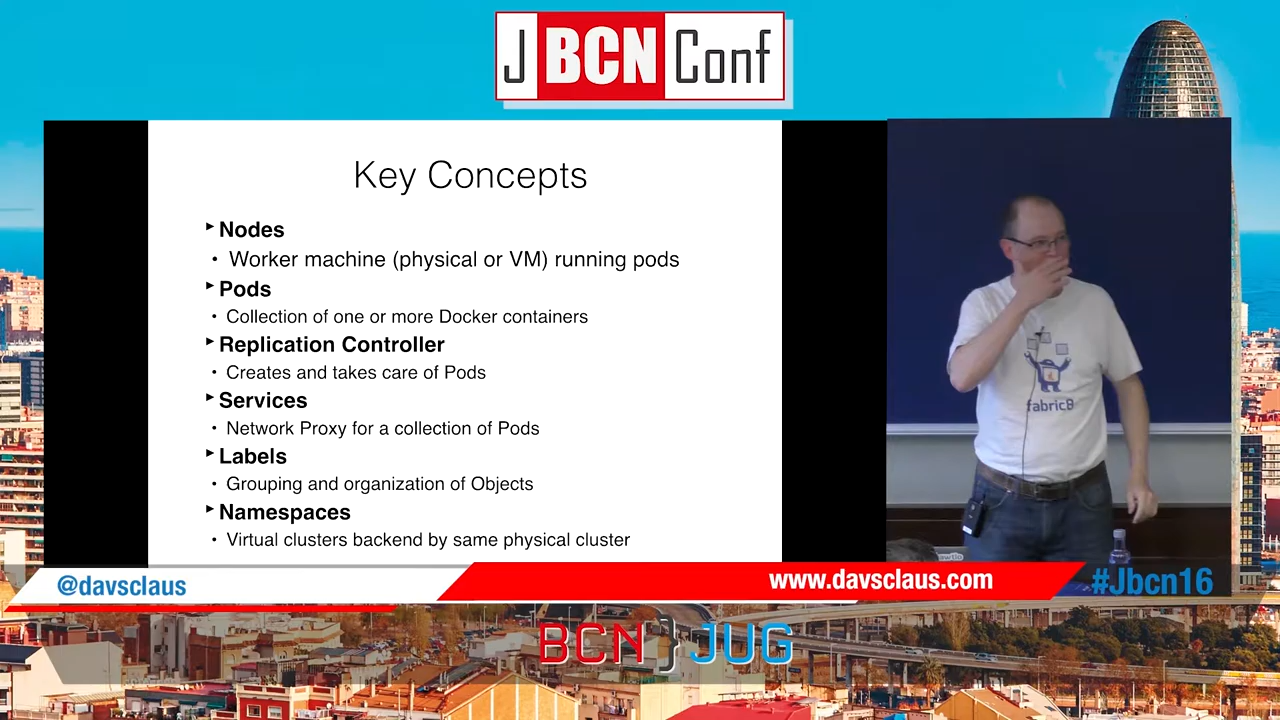 J BCN Conf
Key Concepts
Nodes
Worker machine (physical or VM) running pods
Pods
Collection of one or more Docker containers
Replication Controller
Creates and takes care of Pods
Services
Network Proxy for a collection of Pods
Labels
Grouping and organization of Objects
Namespaces
Virtual clusters backend by same physical cluster
fabric8
@davsclaus
www.davsclaus.com
#Jbcn16
BCN JUG